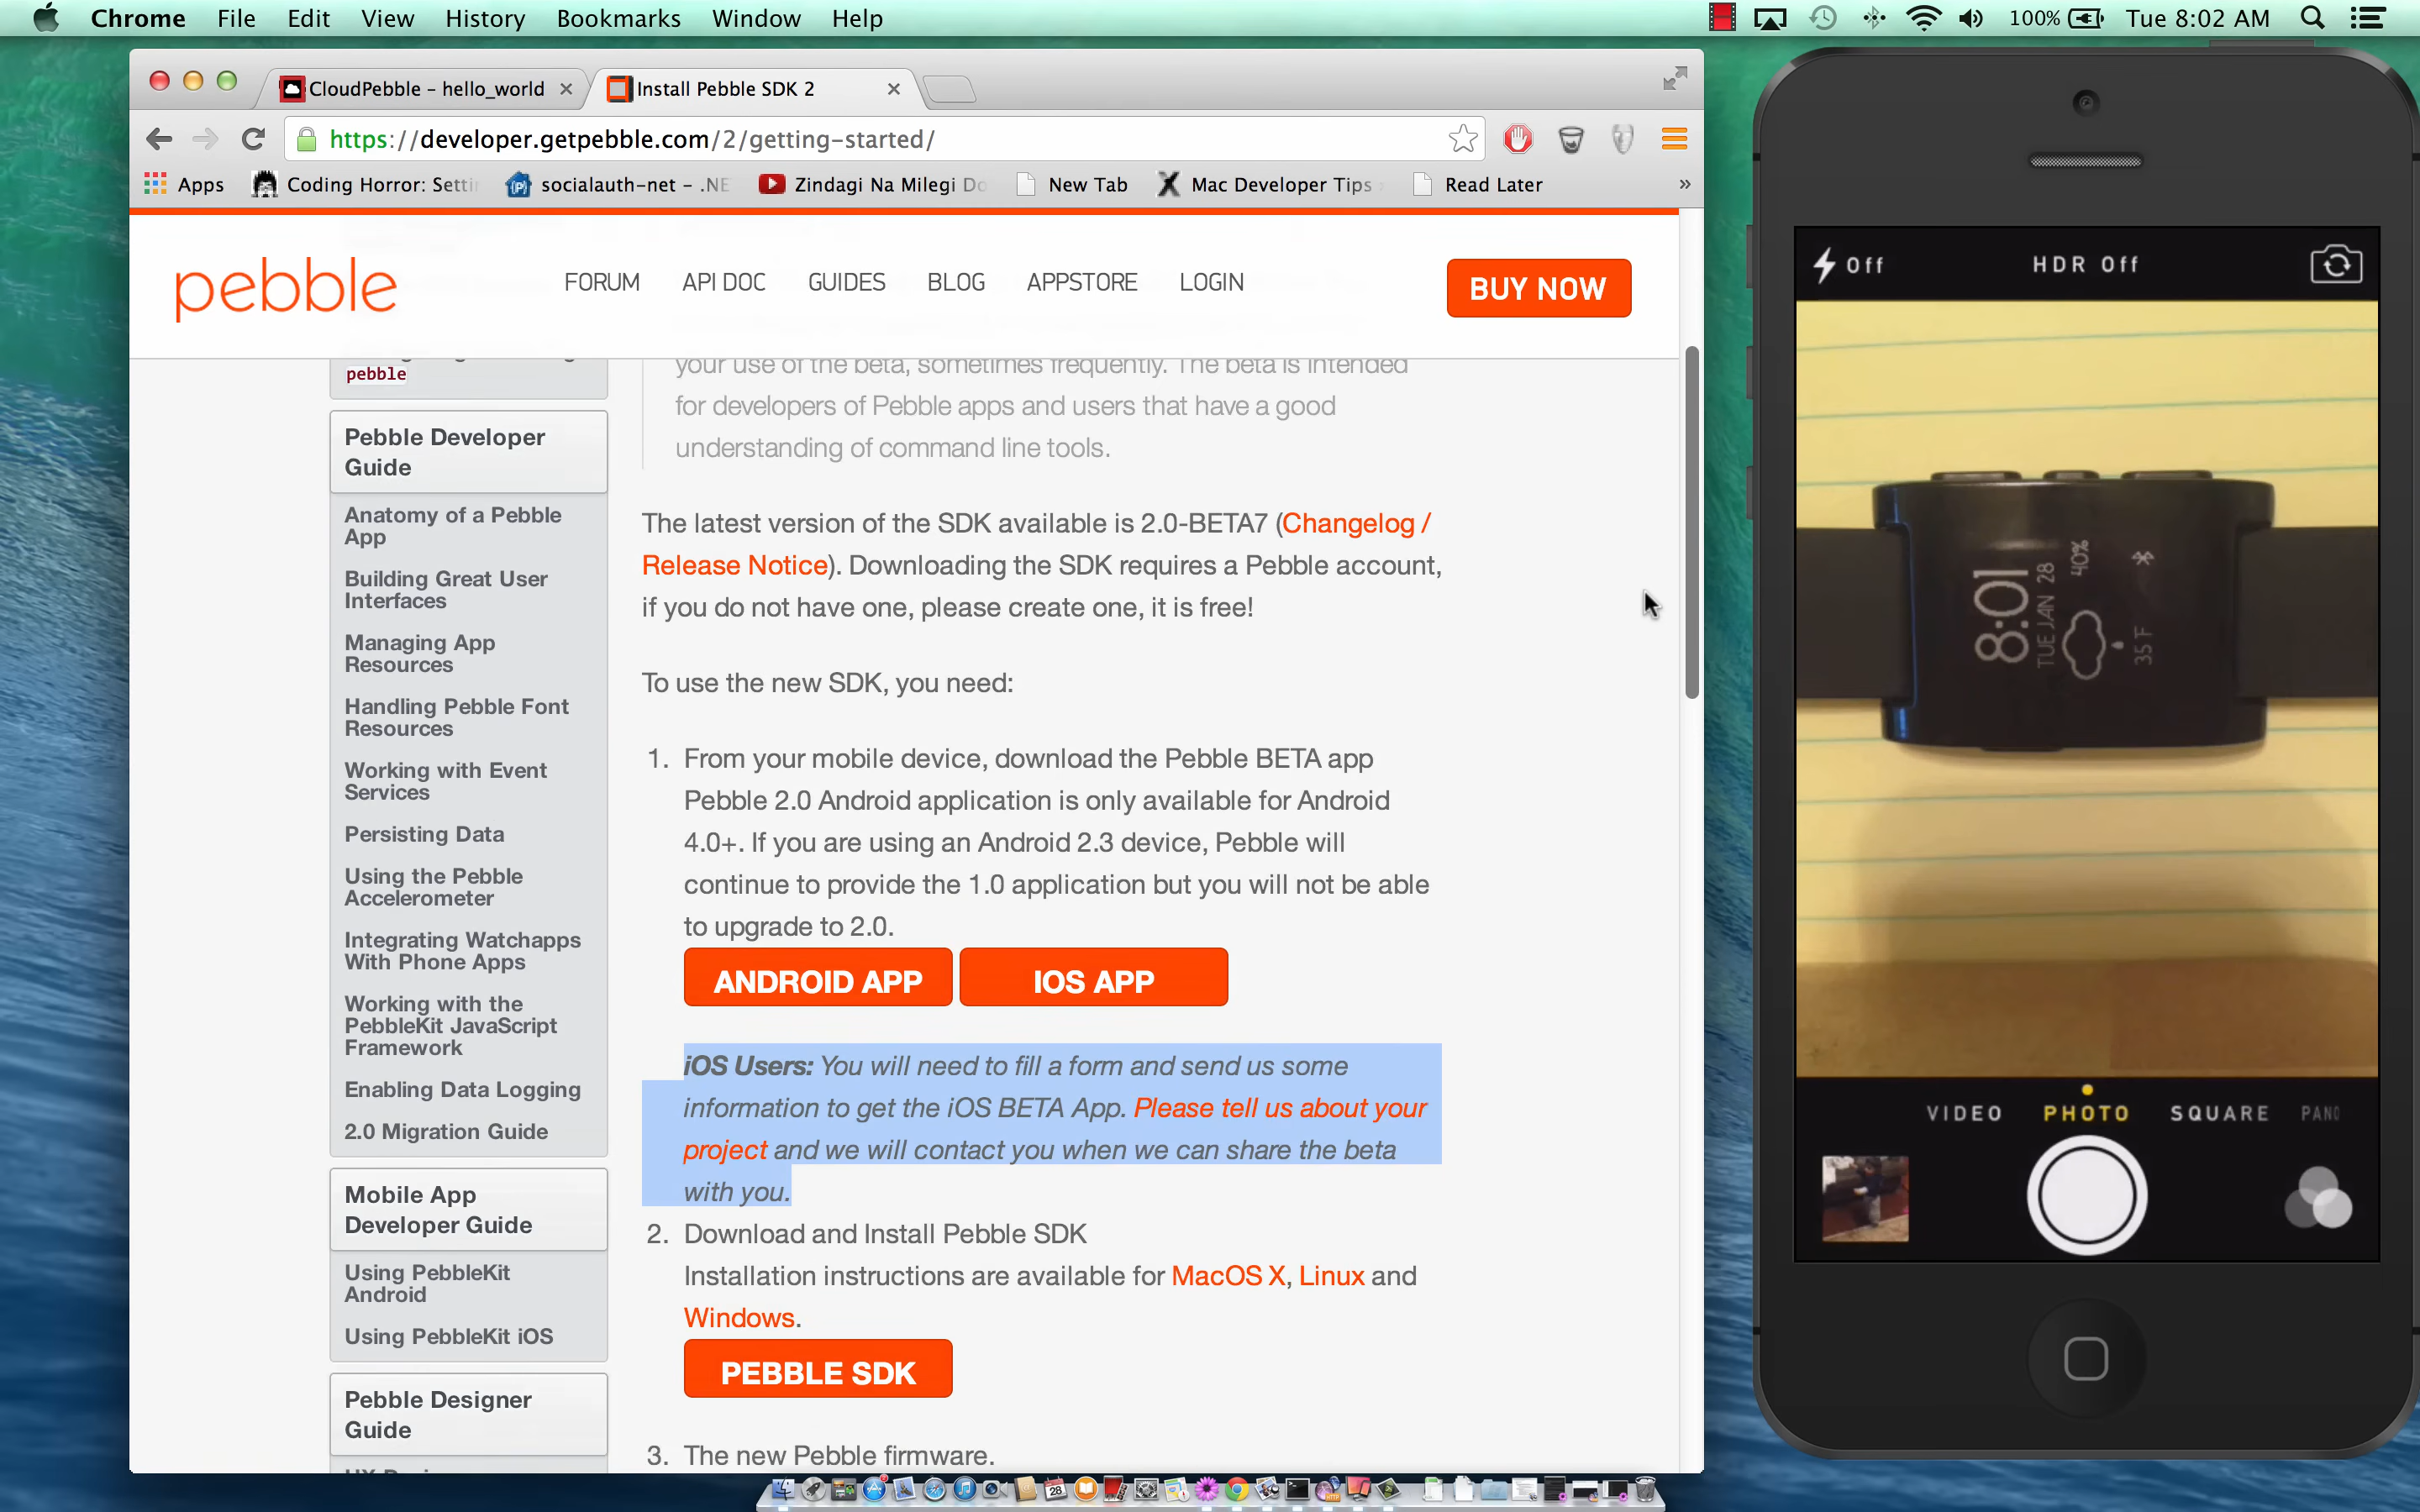 Chrome File Edit View History Bookmarks Window Help 100% Tue 8:02 AM
CloudPebble - hello_world
Install Pebble SDK 2
https://developer.getpebble.com/2/getting-started/
Apps Coding Horror: Setti socialauth-net - .NE Zindagi Na Milegi Do New Tab Mac Developer Tips Read Later »
pebble FORUM API DOC GUIDES BLOG APPSTORE LOGIN BUY NOW
pebble
Pebble Developer
Guide
Anatomy of a Pebble
App
Building Great User
Interfaces
Managing App
Resources
Handling Pebble Font
Resources
Working with Event
Services
Persisting Data
Using the Pebble
Accelerometer
Integrating Watchapps
With Phone Apps
Working with the
PebbleKit JavaScript
Framework
Enabling Data Logging
2.0 Migration Guide
Mobile App
Developer Guide
Using PebbleKit
Android
Using PebbleKit iOS
Pebble Designer
Guide
your use of the beta, sometimes frequently. The beta is intended
for developers of Pebble apps and users that have a good
understanding of command line tools.
The latest version of the SDK available is 2.0-BETA7 (Changelog /
Release Notice). Downloading the SDK requires a Pebble account,
if you do not have one, please create one, it is free!
To use the new SDK, you need:
1. From your mobile device, download the Pebble BETA app
Pebble 2.0 Android application is only available for Android
4.0+. If you are using an Android 2.3 device, Pebble will
continue to provide the 1.0 application but you will not be able
to upgrade to 2.0.
ANDROID APP IOS APP
iOS Users: You will need to fill a form and send us some
information to get the iOS BETA App. Please tell us about your
project and we will contact you when we can share the beta
with you.
2. Download and Install Pebble SDK
Installation instructions are available for MacOS X, Linux and
Windows.
PEBBLE SDK
3. The new Pebble firmware.
Off HDR Off
8:01
TUE JAN 28
40%
35°F
VIDEO PHOTO SQUARE PANO
28